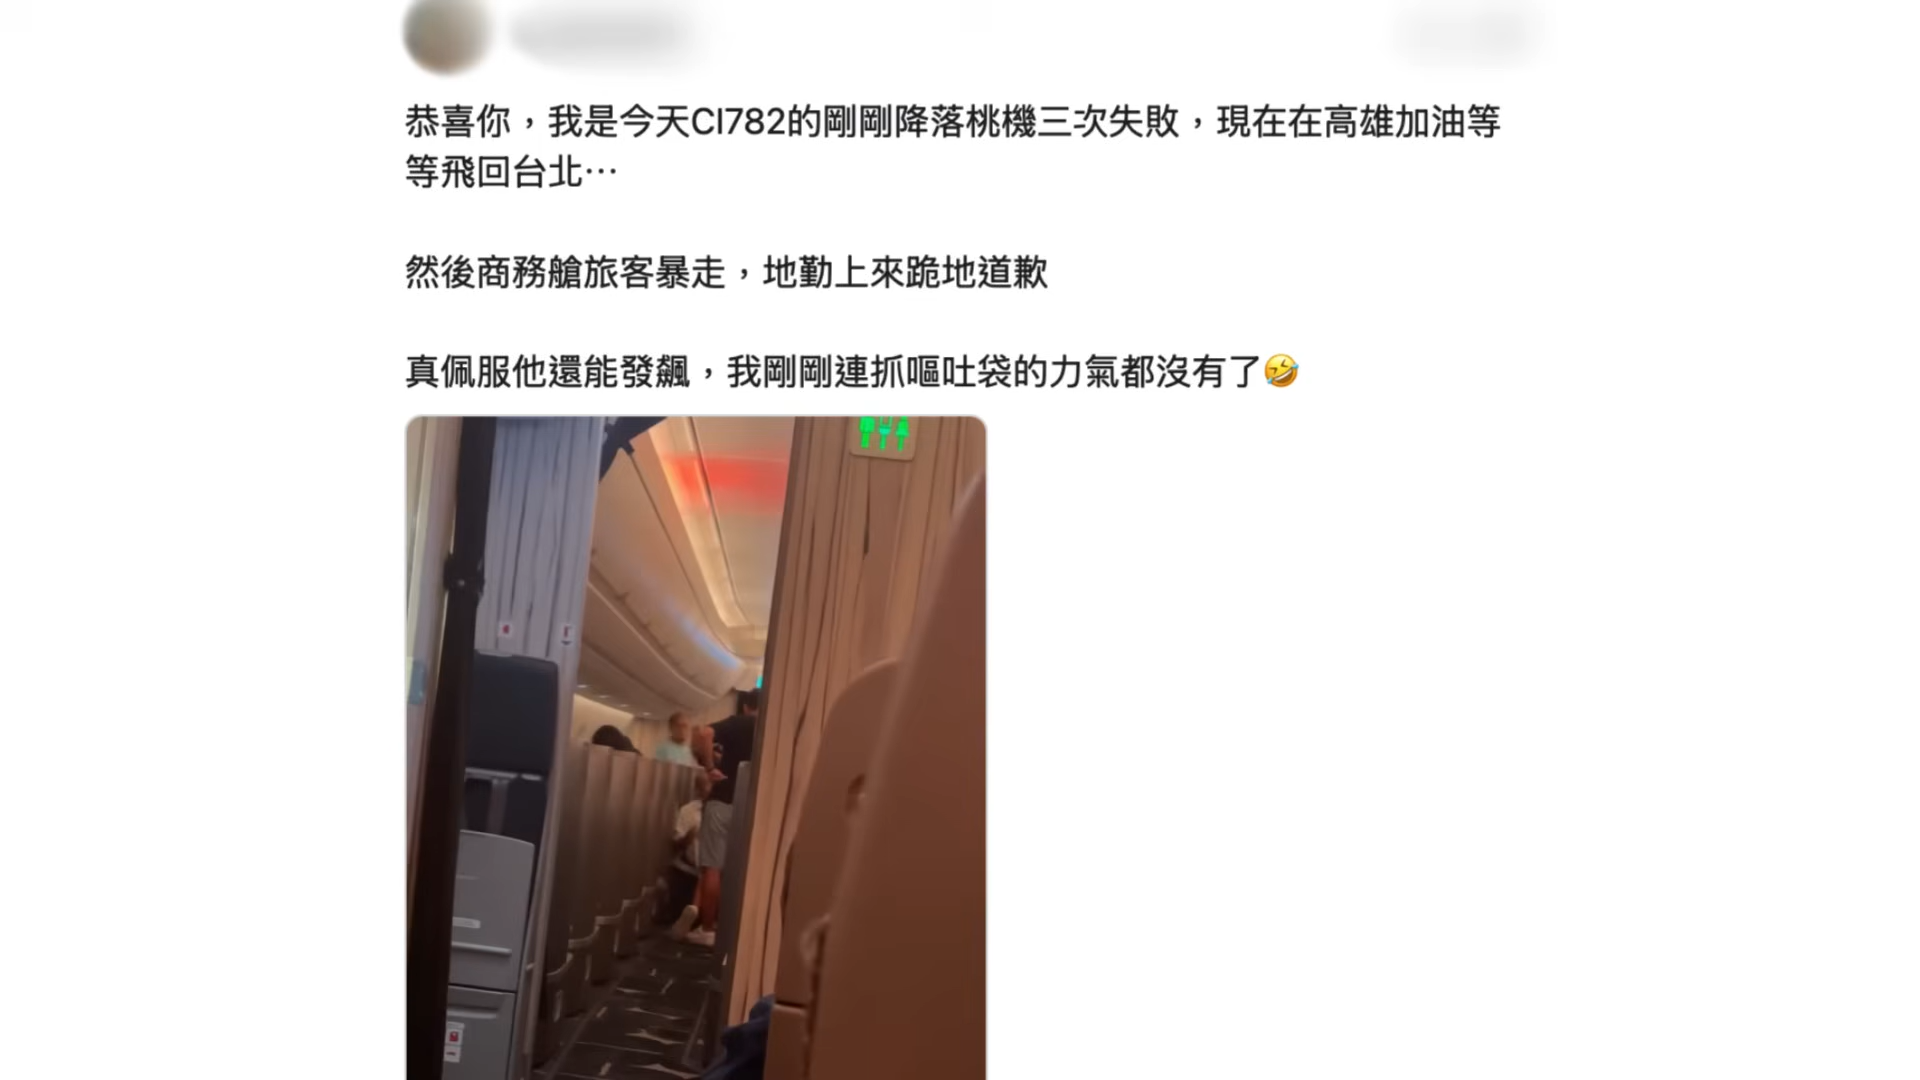 恭喜你，我是今天CI782的剛剛降落桃機三次失敗，現在在高雄加油等
等飛回台北⋯
然後商務艙旅客暴走，地勤上來跪地道歉
真佩服他還能發飆，我剛剛連抓嘔吐袋的力氣都沒有了🤣